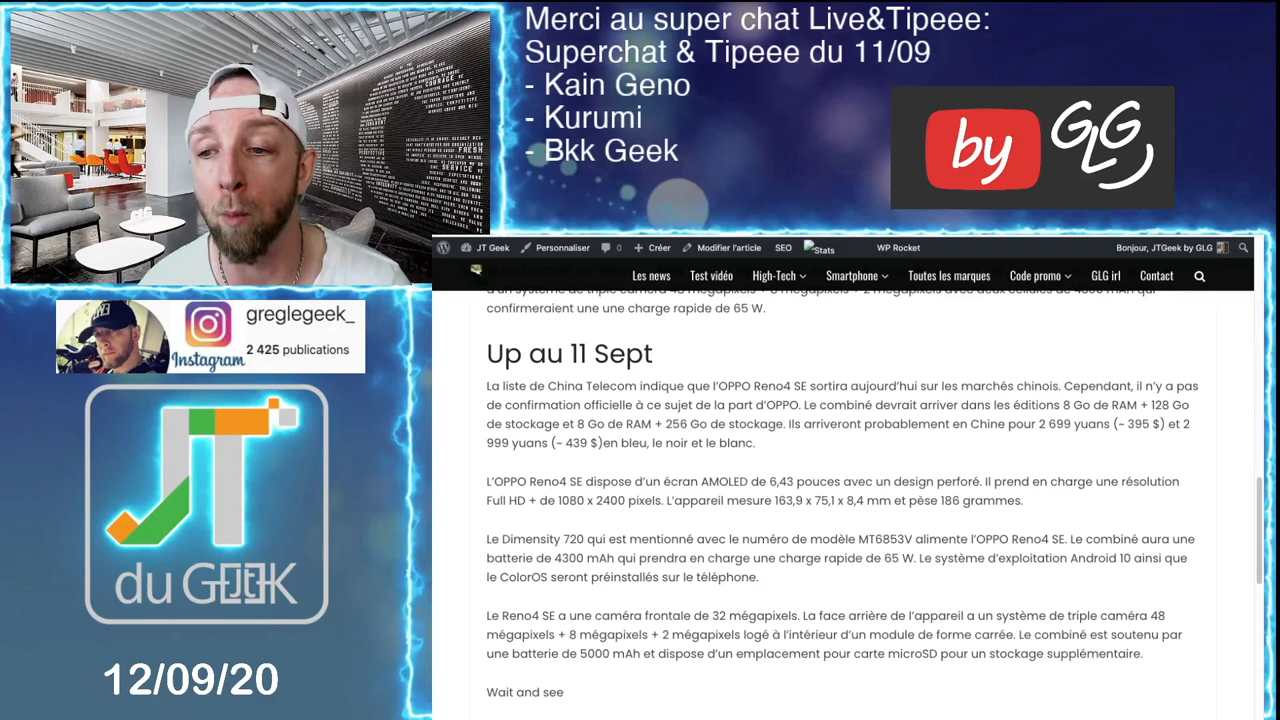 Merci au super chat Live&Tipeee:
Superchat & Tipeee du 11/09
- Kain Geno
- Kurumi
- Bkk Geek
by GLG
COURAGE
FRESH
SERVICE
greglegeek_
Instagram
2 425 publications
JT
du GEEK
12/09/20
JT Geek
Personnaliser
0
Créer
Modifier l'article
SEO
Stats
WP Rocket
Bonjour, JTGeek by GLG
Les news
Test vidéo
High-Tech
Smartphone
Toutes les marques
Code promo
GLG irl
Contact
confirmeraient une une charge rapide de 65 W.
Up au 11 Sept
La liste de China Telecom indique que l'OPPO Reno4 SE sortira aujourd'hui sur les marchés chinois. Cependant, il n'y a pas
de confirmation officielle à ce sujet de la part d'OPPO. Le combiné devrait arriver dans les éditions 8 Go de RAM + 128 Go
de stockage et 8 Go de RAM + 256 Go de stockage. Ils arriveront probablement en Chine pour 2 699 yuans (~ 395 $) et 2
999 yuans (~ 439 $)en bleu, le noir et le blanc.
L'OPPO Reno4 SE dispose d'un écran AMOLED de 6,43 pouces avec un design perforé. Il prend en charge une résolution
Full HD + de 1080 x 2400 pixels. L'appareil mesure 163,9 x 75,1 x 8,4 mm et pèse 186 grammes.
Le Dimensity 720 qui est mentionné avec le numéro de modèle MT6853V alimente l'OPPO Reno4 SE. Le combiné aura une
batterie de 4300 mAh qui prendra en charge une charge rapide de 65 W. Le système d'exploitation Android 10 ainsi que
le ColorOS seront préinstallés sur le téléphone.
Le Reno4 SE a une caméra frontale de 32 mégapixels. La face arrière de l'appareil a un système de triple caméra 48
mégapixels + 8 mégapixels + 2 mégapixels logé à l'intérieur d'un module de forme carrée. Le combiné est soutenu par
une batterie de 5000 mAh et dispose d'un emplacement pour carte microSD pour un stockage supplémentaire.
Wait and see